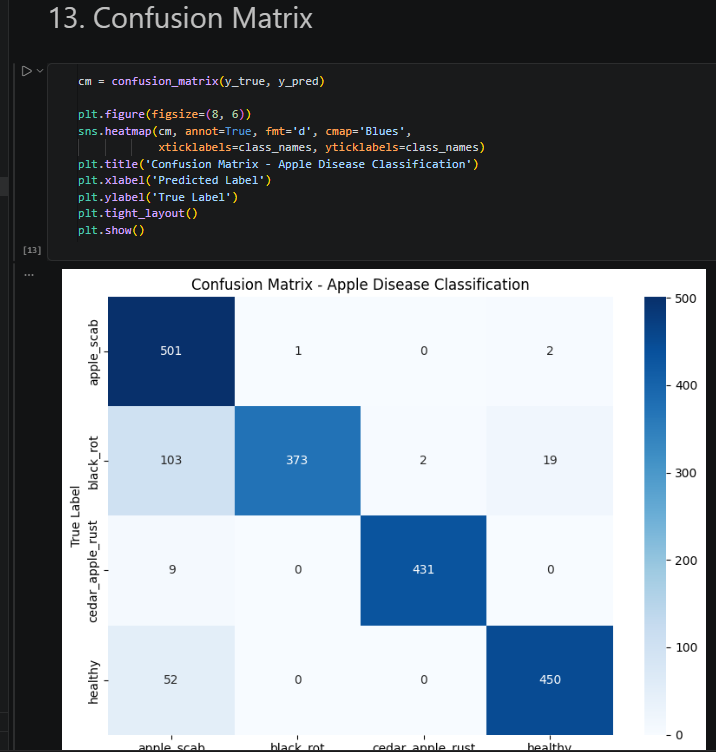 13. Confusion Matrix
cm = confusion_matrix(y_true, y_pred)
plt.figure(figsize=(8, 6))
sns.heatmap(cm, annot=True, fmt='d', cmap='Blues',
xticklabels=class_names, yticklabels=class_names)
plt.title('Confusion Matrix - Apple Disease Classification')
plt.xlabel('Predicted Label')
plt.ylabel('True Label')
plt.tight_layout()
plt.show()
[13]
...
Confusion Matrix - Apple Disease Classification
True Label
apple_scab 501 1 0 2
black_rot 103 373 2 19
cedar_apple_rust 9 0 431 0
healthy 52 0 0 450
apple_scab black_rot cedar_apple_rust healthy
500
400
300
200
100
0